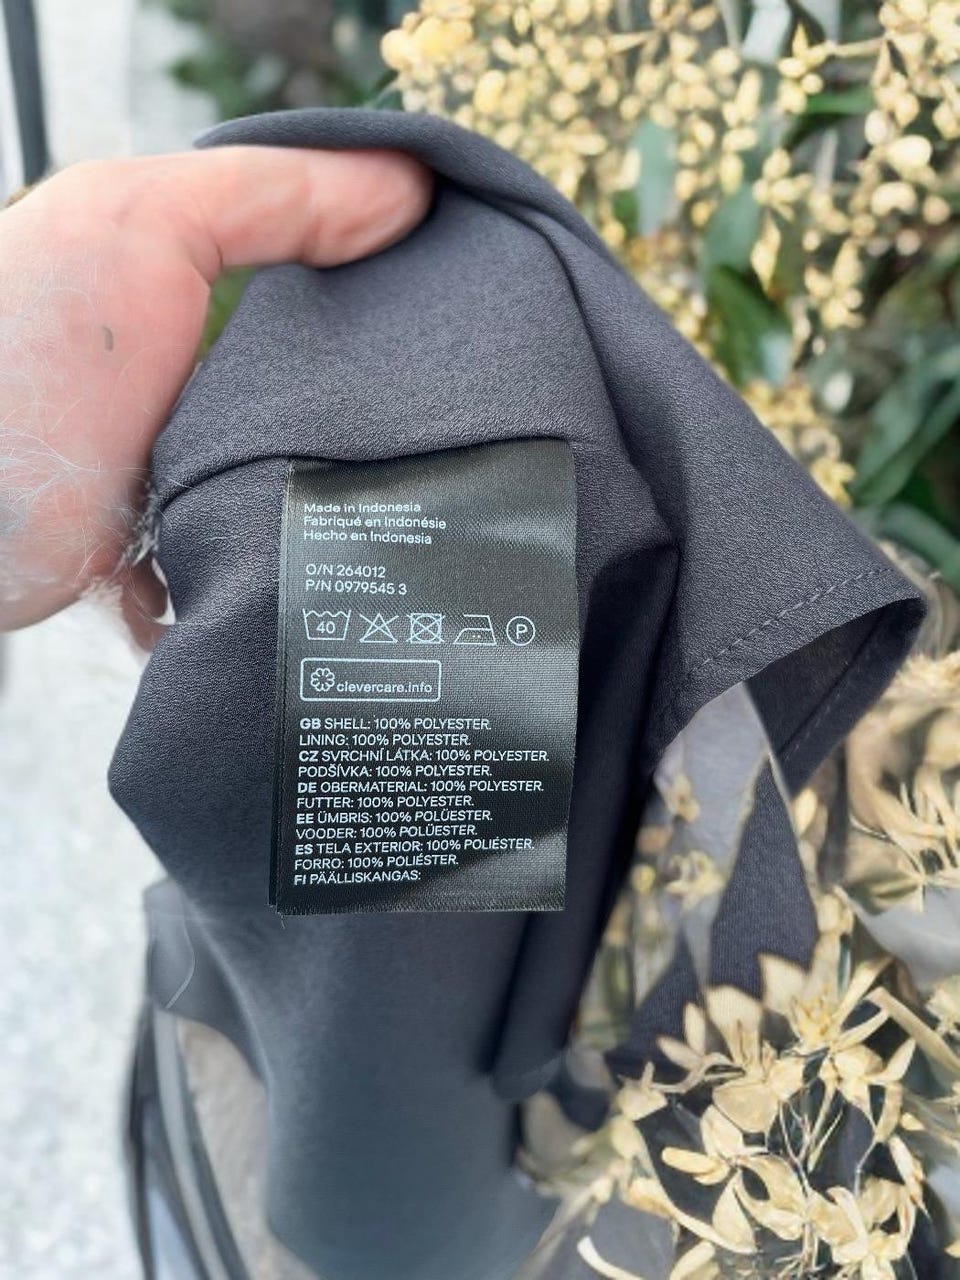 Made in Indonesia
Fabriqué en Indonésie
Hecho en Indonesia
O/N 264012
P/N 0979545 3
40 P
clevercare.info
GB SHELL: 100% POLYESTER.
LINING: 100% POLYESTER.
CZ SVRCHNÍ LÁTKA: 100% POLYESTER.
PODŠÍVKA: 100% POLYESTER.
DE OBERMATERIAL: 100% POLYESTER.
FUTTER: 100% POLYESTER.
EE ÜMBRIS: 100% POLÜESTER.
VOODER: 100% POLÜESTER.
ES TELA EXTERIOR: 100% POLIÉSTER.
FORRO: 100% POLIÉSTER.
FI PÄÄLLISKANGAS: